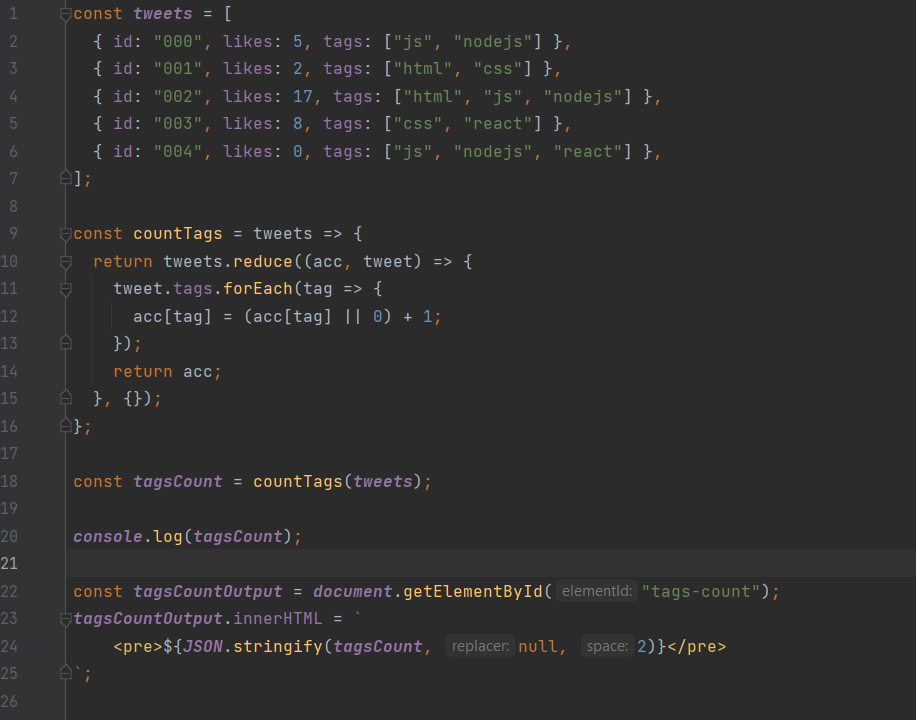 1 const tweets = [
2 { id: "000", likes: 5, tags: ["js", "nodejs"] },
3 { id: "001", likes: 2, tags: ["html", "css"] },
4 { id: "002", likes: 17, tags: ["html", "js", "nodejs"] },
5 { id: "003", likes: 8, tags: ["css", "react"] },
6 { id: "004", likes: 0, tags: ["js", "nodejs", "react"] },
7 ];
8
9 const countTags = tweets => {
10 return tweets.reduce((acc, tweet) => {
11 tweet.tags.forEach(tag => {
12 acc[tag] = (acc[tag] || 0) + 1;
13 });
14 return acc;
15 }, {});
16 };
17
18 const tagsCount = countTags(tweets);
19
20 console.log(tagsCount);
21
22 const tagsCountOutput = document.getElementById( elementId: "tags-count");
23 tagsCountOutput.innerHTML = `
24 <pre>${JSON.stringify(tagsCount, replacer: null, space: 2)}</pre>
25 `;
26